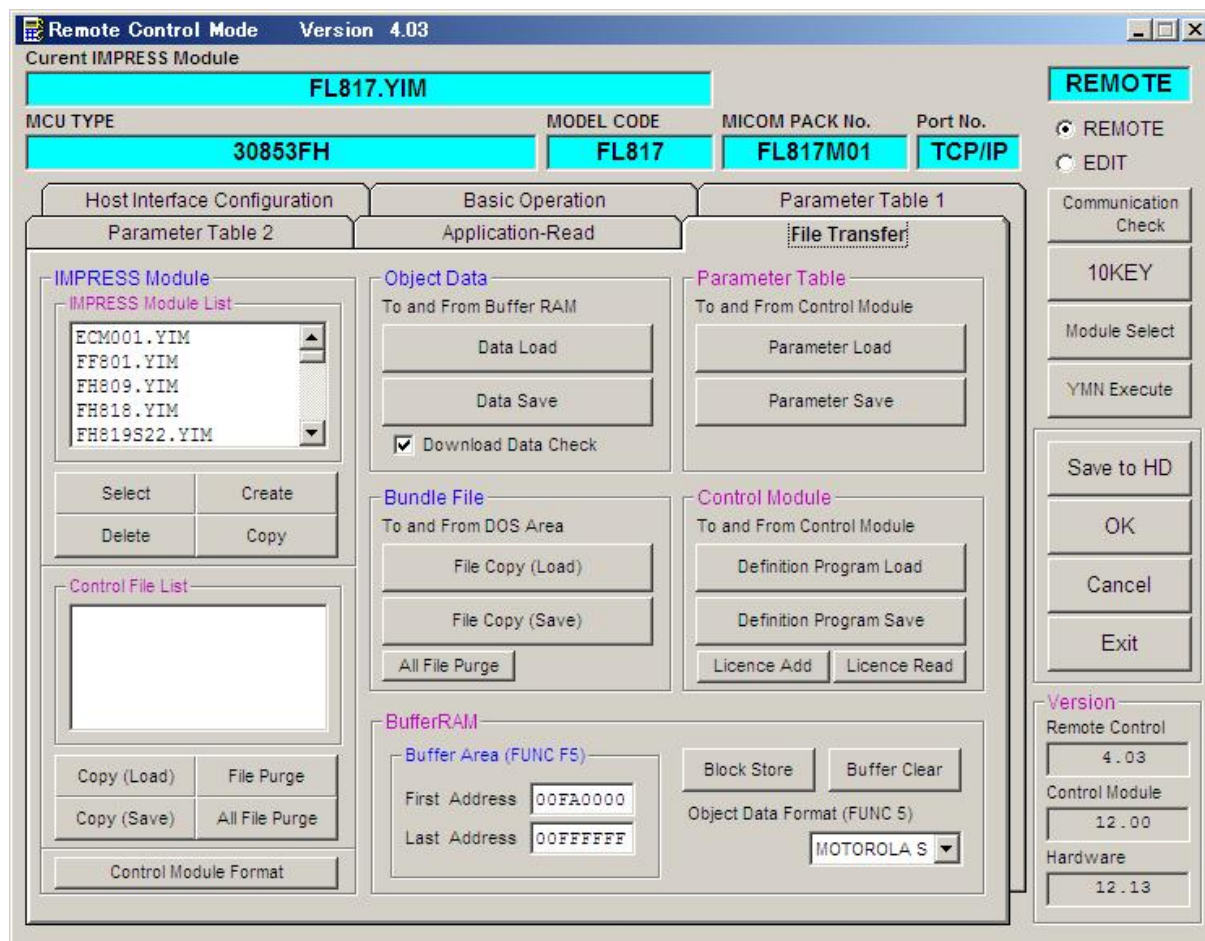 Remote Control Mode Version 4.03
Curent IMPRESS Module
FL817.YIM
REMOTE
MCU TYPE MODEL CODE MICOM PACK No. Port No.
30853FH FL817 FL817M01 TCP/IP
REMOTE
EDIT
Host Interface Configuration Basic Operation Parameter Table 1
Parameter Table 2 Application-Read File Transfer
IMPRESS Module
IMPRESS Module List
ECM001.YIM
FF801.YIM
FH809.YIM
FH818.YIM
FH819S22.YIM
Select Create
Delete Copy
Control File List
Copy (Load) File Purge
Copy (Save) All File Purge
Control Module Format
Object Data
To and From Buffer RAM
Data Load
Data Save
Download Data Check
Parameter Table
To and From Control Module
Parameter Load
Parameter Save
Bundle File
To and From DOS Area
File Copy (Load)
File Copy (Save)
All File Purge
Control Module
To and From Control Module
Definition Program Load
Definition Program Save
Licence Add Licence Read
BufferRAM
Buffer Area (FUNC F5)
First Address 00FA0000
Last Address 00FFFFFF
Block Store Buffer Clear
Object Data Format (FUNC 5)
MOTOROLA S
Communication
Check
10KEY
Module Select
YMN Execute
Save to HD
OK
Cancel
Exit
Version
Remote Control
4.03
Control Module
12.00
Hardware
12.13